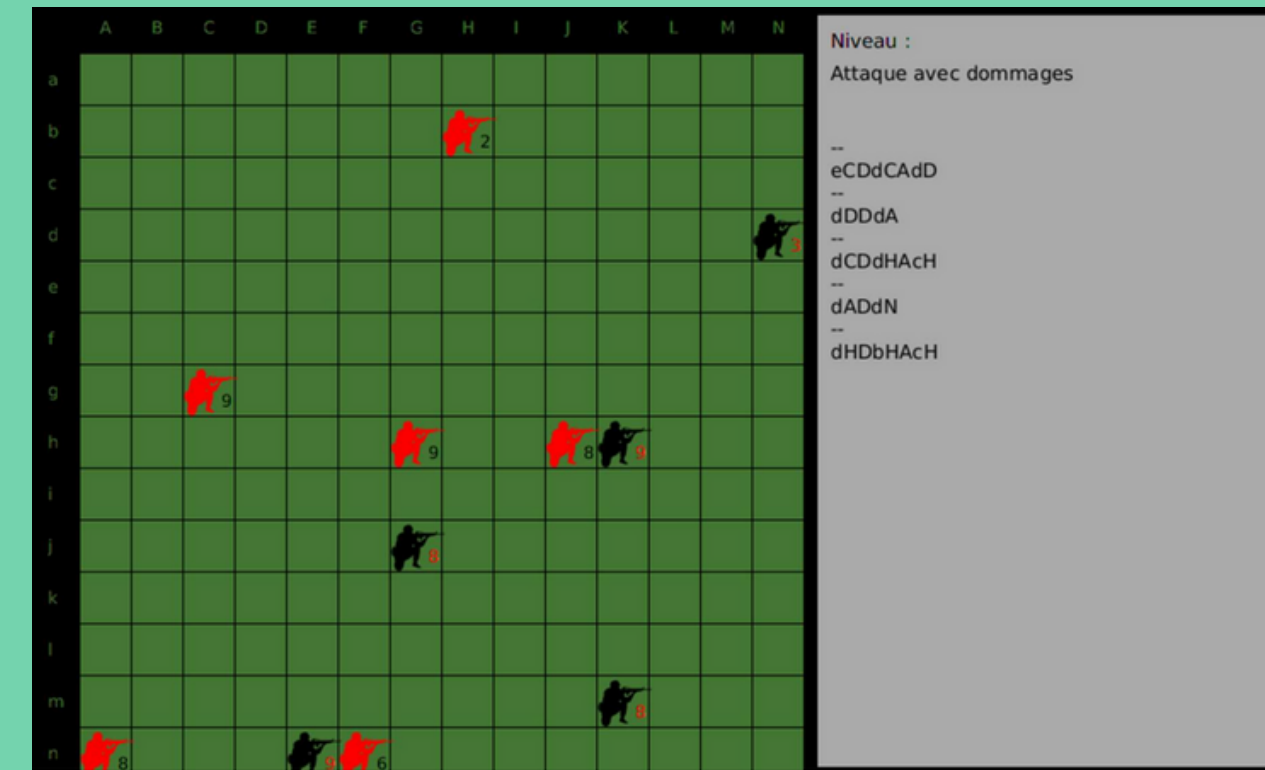 A B C D E F G H I J K L M N
a
b 2
c
d 3
e
f
g 9
h 9 8 9
i
j 8
k
l
m 8
n 8 9 6
Niveau :
Attaque avec dommages
--
eCDdCAdD
--
dDDdA
--
dCDdHAcH
--
dADdN
--
dHDbHAcH